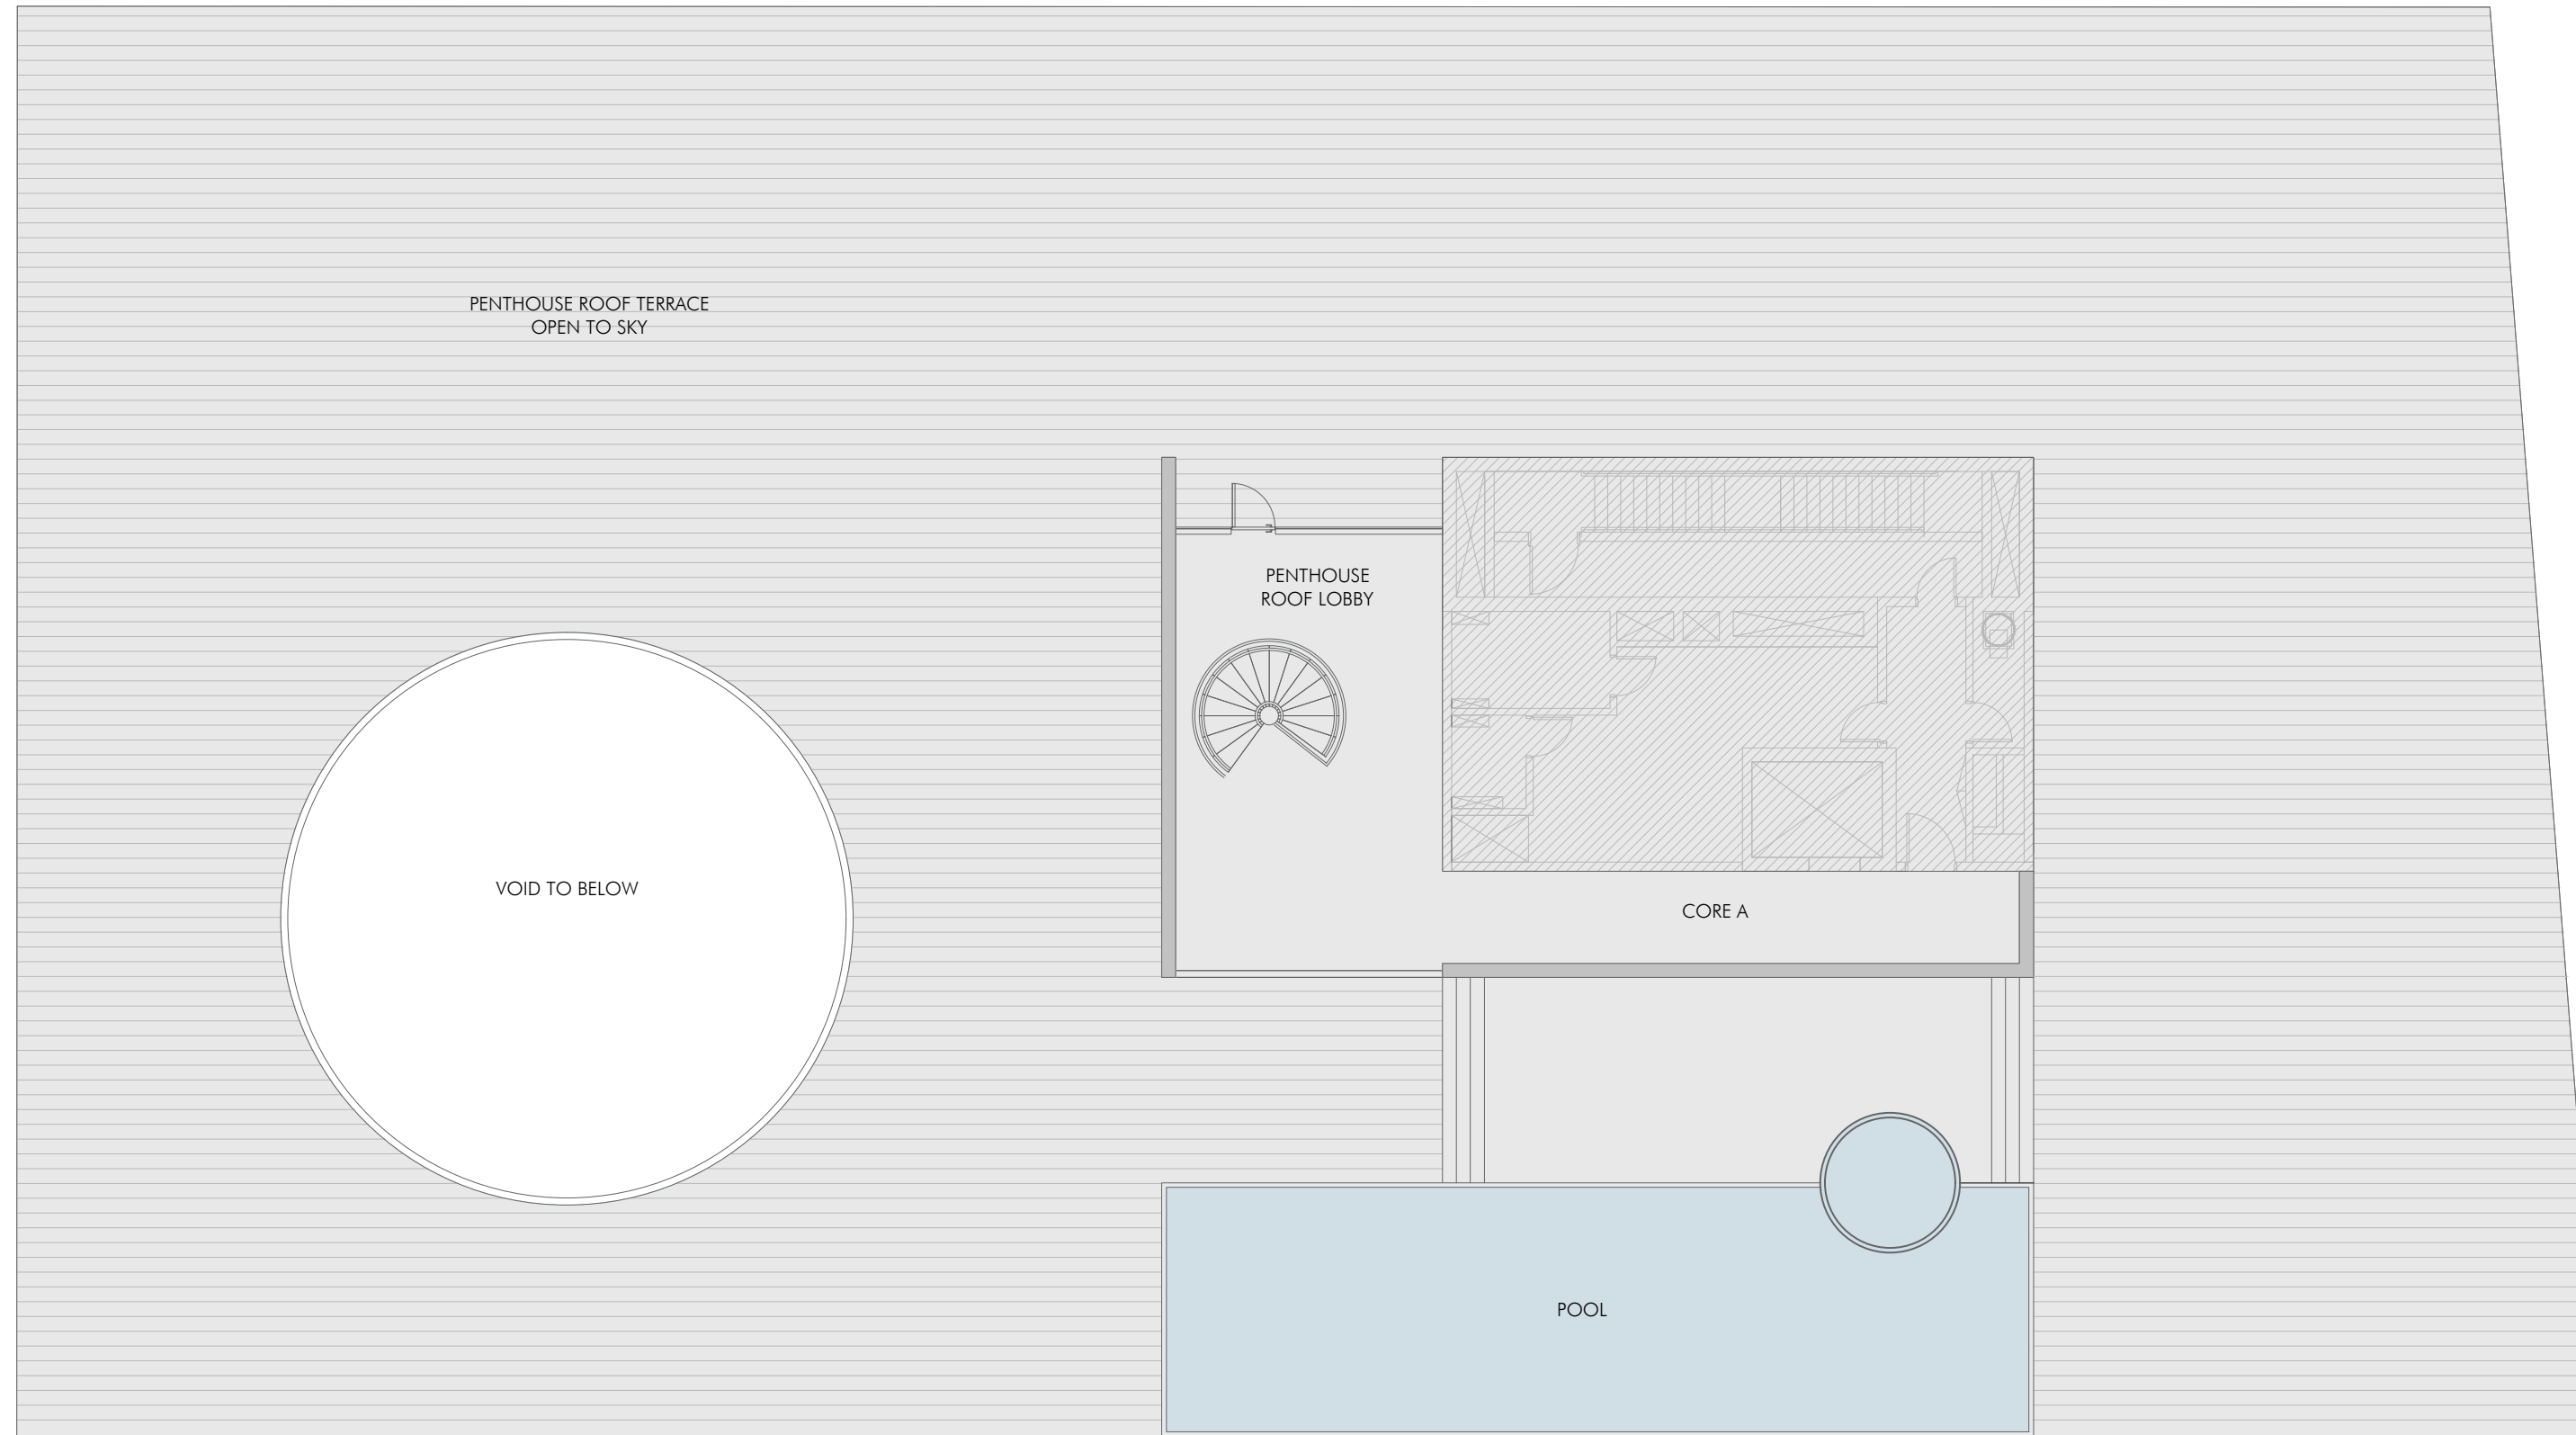 PENTHOUSE ROOF TERRACE
OPEN TO SKY
PENTHOUSE
ROOF LOBBY
VOID TO BELOW
CORE A
POOL